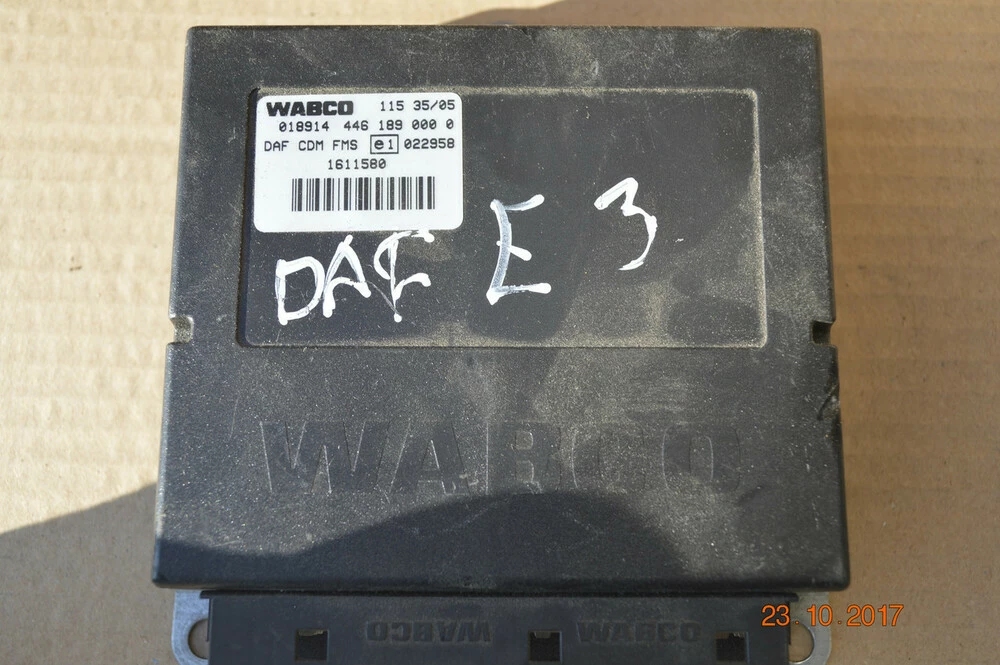 WABCO 115 35/05
018914 446 189 000 0
DAF CDM FMS e1 022958
1611580
DAF E 3
WABCO
WABCO WABCO
23.10.2017